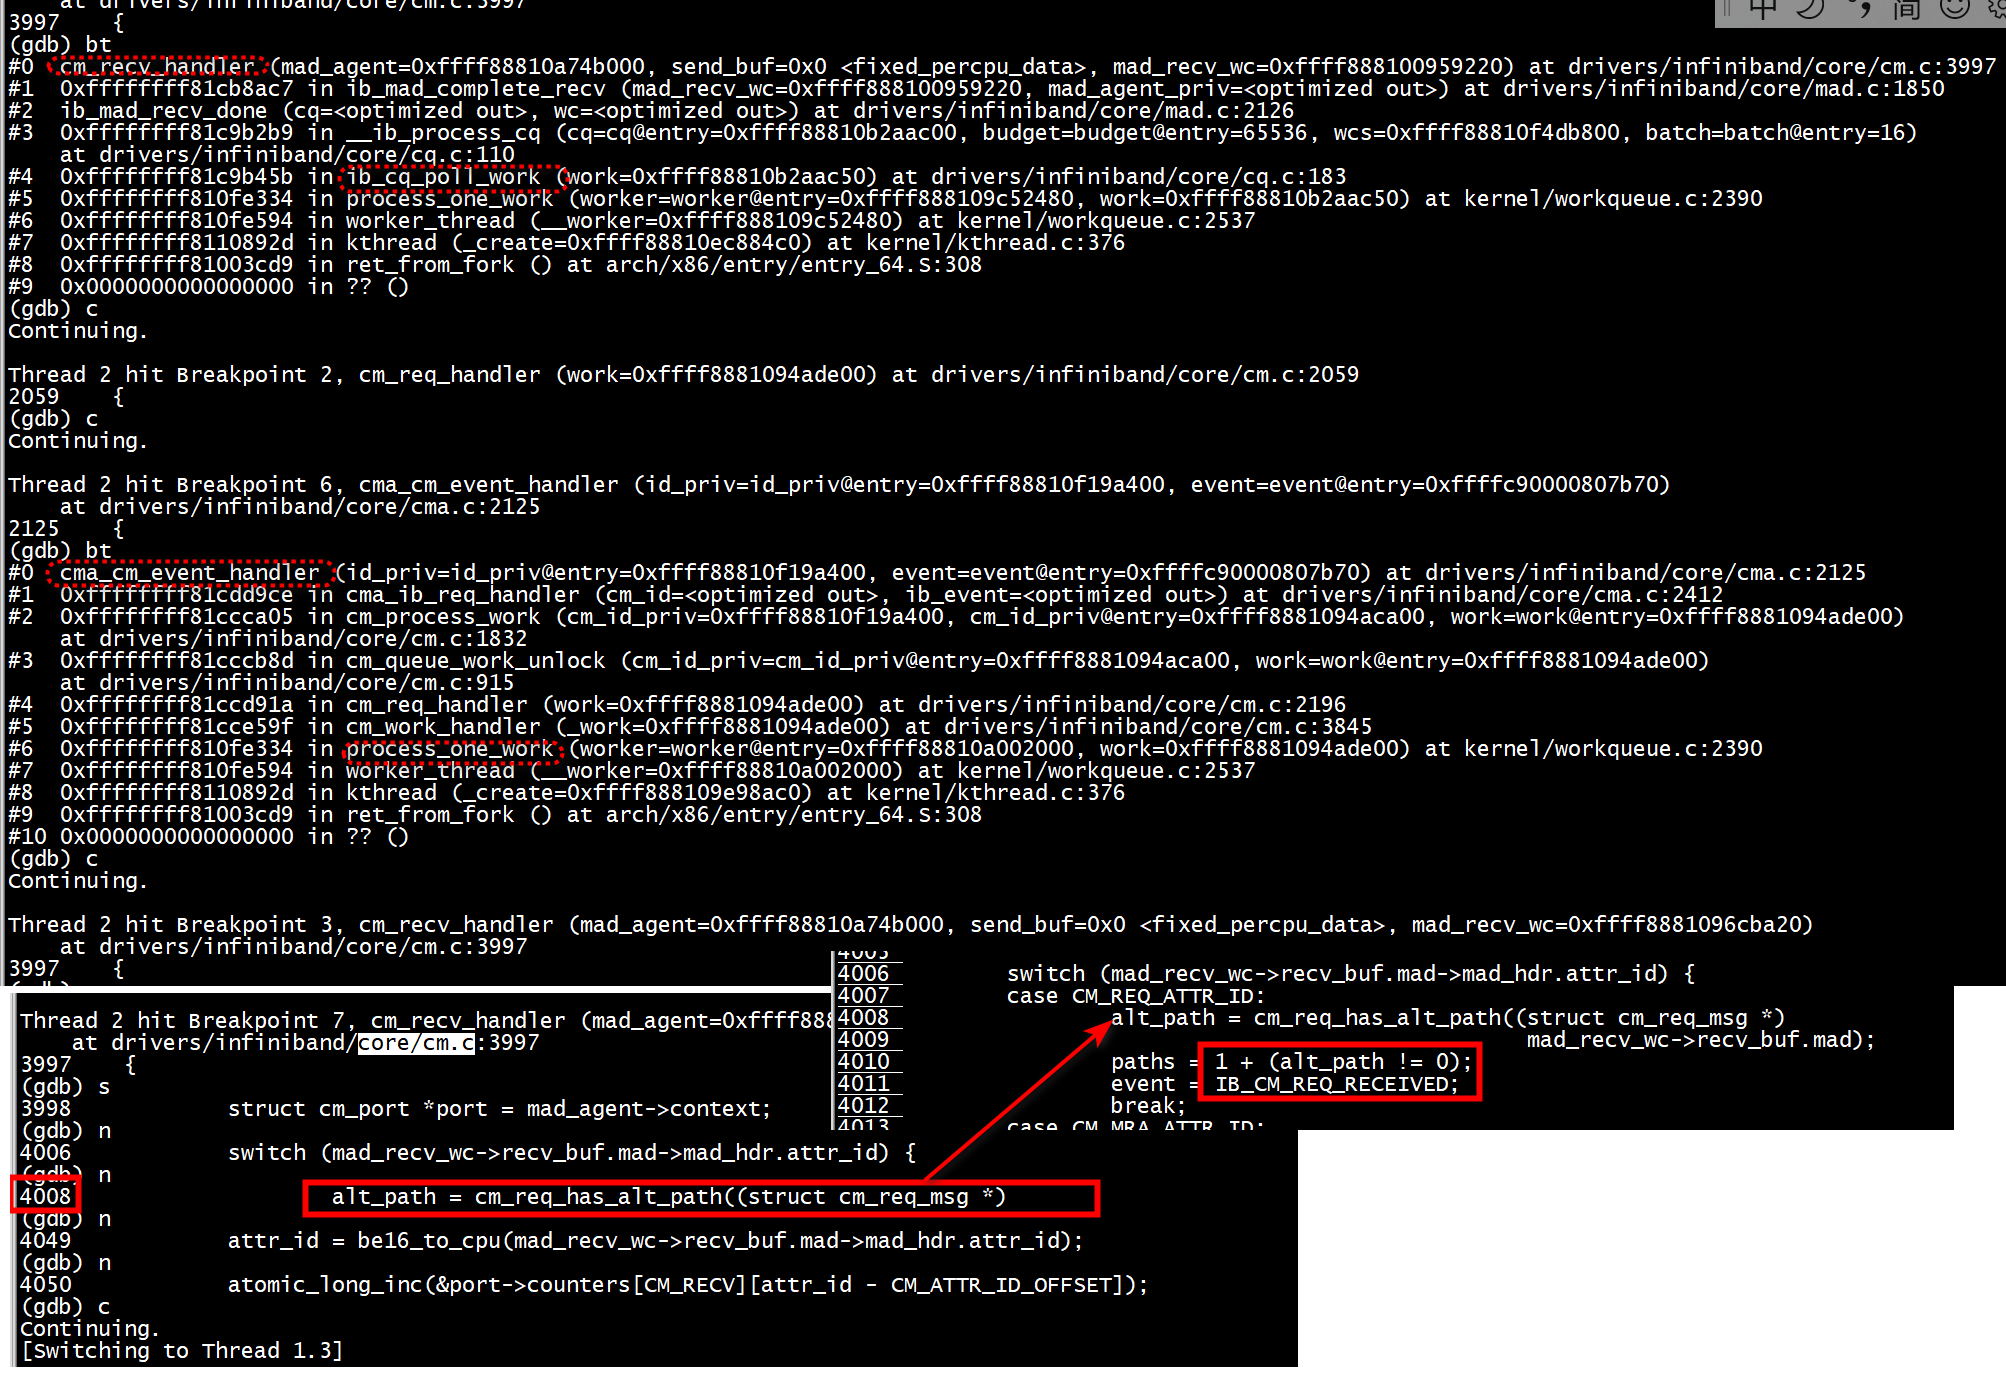 at drivers/infiniband/core/cm.c:3997
3997    {
(gdb) bt
#0  cm_recv_handler (mad_agent=0xffff88810a74b000, send_buf=0x0 <fixed_percpu_data>, mad_recv_wc=0xffff888100959220) at drivers/infiniband/core/cm.c:3997
#1  0xffffffff81cb8ac7 in ib_mad_complete_recv (mad_recv_wc=0xffff888100959220, mad_agent_priv=<optimized out>) at drivers/infiniband/core/mad.c:1850
#2  ib_mad_recv_done (cq=<optimized out>, wc=<optimized out>) at drivers/infiniband/core/mad.c:2126
#3  0xffffffff81c9b2b9 in __ib_process_cq (cq=cq@entry=0xffff88810b2aac00, budget=budget@entry=65536, wcs=0xffff88810f4db800, batch=batch@entry=16)
    at drivers/infiniband/core/cq.c:110
#4  0xffffffff81c9b45b in ib_cq_poll_work (work=0xffff88810b2aac50) at drivers/infiniband/core/cq.c:183
#5  0xffffffff810fe334 in process_one_work (worker=worker@entry=0xffff888109c52480, work=0xffff88810b2aac50) at kernel/workqueue.c:2390
#6  0xffffffff810fe594 in worker_thread (__worker=0xffff888109c52480) at kernel/workqueue.c:2537
#7  0xffffffff8110892d in kthread (_create=0xffff88810ec884c0) at kernel/kthread.c:376
#8  0xffffffff81003cd9 in ret_from_fork () at arch/x86/entry/entry_64.S:308
#9  0x0000000000000000 in ?? ()
(gdb) c
Continuing.
Thread 2 hit Breakpoint 2, cm_req_handler (work=0xffff8881094ade00) at drivers/infiniband/core/cm.c:2059
2059    {
(gdb) c
Continuing.
Thread 2 hit Breakpoint 6, cma_cm_event_handler (id_priv=id_priv@entry=0xffff88810f19a400, event=event@entry=0xffffc90000807b70)
    at drivers/infiniband/core/cma.c:2125
2125    {
(gdb) bt
#0  cma_cm_event_handler (id_priv=id_priv@entry=0xffff88810f19a400, event=event@entry=0xffffc90000807b70) at drivers/infiniband/core/cma.c:2125
#1  0xffffffff81cdd9ce in cma_ib_req_handler (cm_id=<optimized out>, ib_event=<optimized out>) at drivers/infiniband/core/cma.c:2412
#2  0xffffffff81ccca05 in cm_process_work (cm_id_priv=0xffff88810f19a400, cm_id_priv@entry=0xffff8881094aca00, work=work@entry=0xffff8881094ade00)
    at drivers/infiniband/core/cm.c:1832
#3  0xffffffff81cccb8d in cm_queue_work_unlock (cm_id_priv=cm_id_priv@entry=0xffff8881094aca00, work=work@entry=0xffff8881094ade00)
    at drivers/infiniband/core/cm.c:915
#4  0xffffffff81ccd91a in cm_req_handler (work=0xffff8881094ade00) at drivers/infiniband/core/cm.c:2196
#5  0xffffffff81cce59f in cm_work_handler (_work=0xffff8881094ade00) at drivers/infiniband/core/cm.c:3845
#6  0xffffffff810fe334 in process_one_work (worker=worker@entry=0xffff88810a002000, work=0xffff8881094ade00) at kernel/workqueue.c:2390
#7  0xffffffff810fe594 in worker_thread (__worker=0xffff88810a002000) at kernel/workqueue.c:2537
#8  0xffffffff8110892d in kthread (_create=0xffff888109e98ac0) at kernel/kthread.c:376
#9  0xffffffff81003cd9 in ret_from_fork () at arch/x86/entry/entry_64.S:308
#10 0x0000000000000000 in ?? ()
(gdb) c
Continuing.
Thread 2 hit Breakpoint 3, cm_recv_handler (mad_agent=0xffff88810a74b000, send_buf=0x0 <fixed_percpu_data>, mad_recv_wc=0xffff8881096cba20)
    at drivers/infiniband/core/cm.c:3997
3997    {
4005
4006        switch (mad_recv_wc->recv_buf.mad->mad_hdr.attr_id) {
4007        case CM_REQ_ATTR_ID:
4008                alt_path = cm_req_has_alt_path((struct cm_req_msg *)
4009                                                mad_recv_wc->recv_buf.mad);
4010                paths = 1 + (alt_path != 0);
4011                event = IB_CM_REQ_RECEIVED;
4012                break;
4013        case CM_MRA_ATTR_ID:
Thread 2 hit Breakpoint 7, cm_recv_handler (mad_agent=0xffff88
    at drivers/infiniband/core/cm.c:3997
3997    {
(gdb) s
3998            struct cm_port *port = mad_agent->context;
(gdb) n
4006            switch (mad_recv_wc->recv_buf.mad->mad_hdr.attr_id) {
(gdb) n
4008                    alt_path = cm_req_has_alt_path((struct cm_req_msg *)
(gdb) n
4049            attr_id = be16_to_cpu(mad_recv_wc->recv_buf.mad->mad_hdr.attr_id);
(gdb) n
4050            atomic_long_inc(&port->counters[CM_RECV][attr_id - CM_ATTR_ID_OFFSET]);
(gdb) c
Continuing.
[Switching to Thread 1.3]
中 简